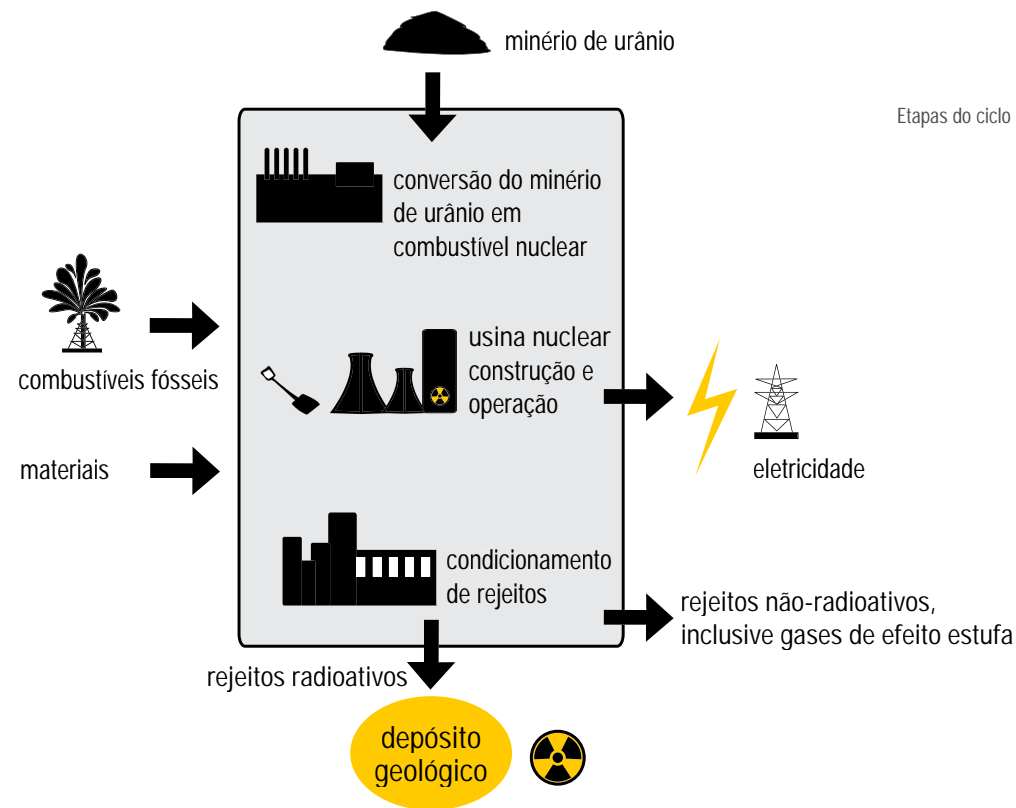 minério de urânio
Etapas do ciclo
conversão do minério
de urânio em
combustível nuclear
combustíveis fósseis
usina nuclear
construção e
operação
materiais
eletricidade
condicionamento
de rejeitos
rejeitos não-radioativos,
inclusive gases de efeito estufa
rejeitos radioativos
depósito
geológico